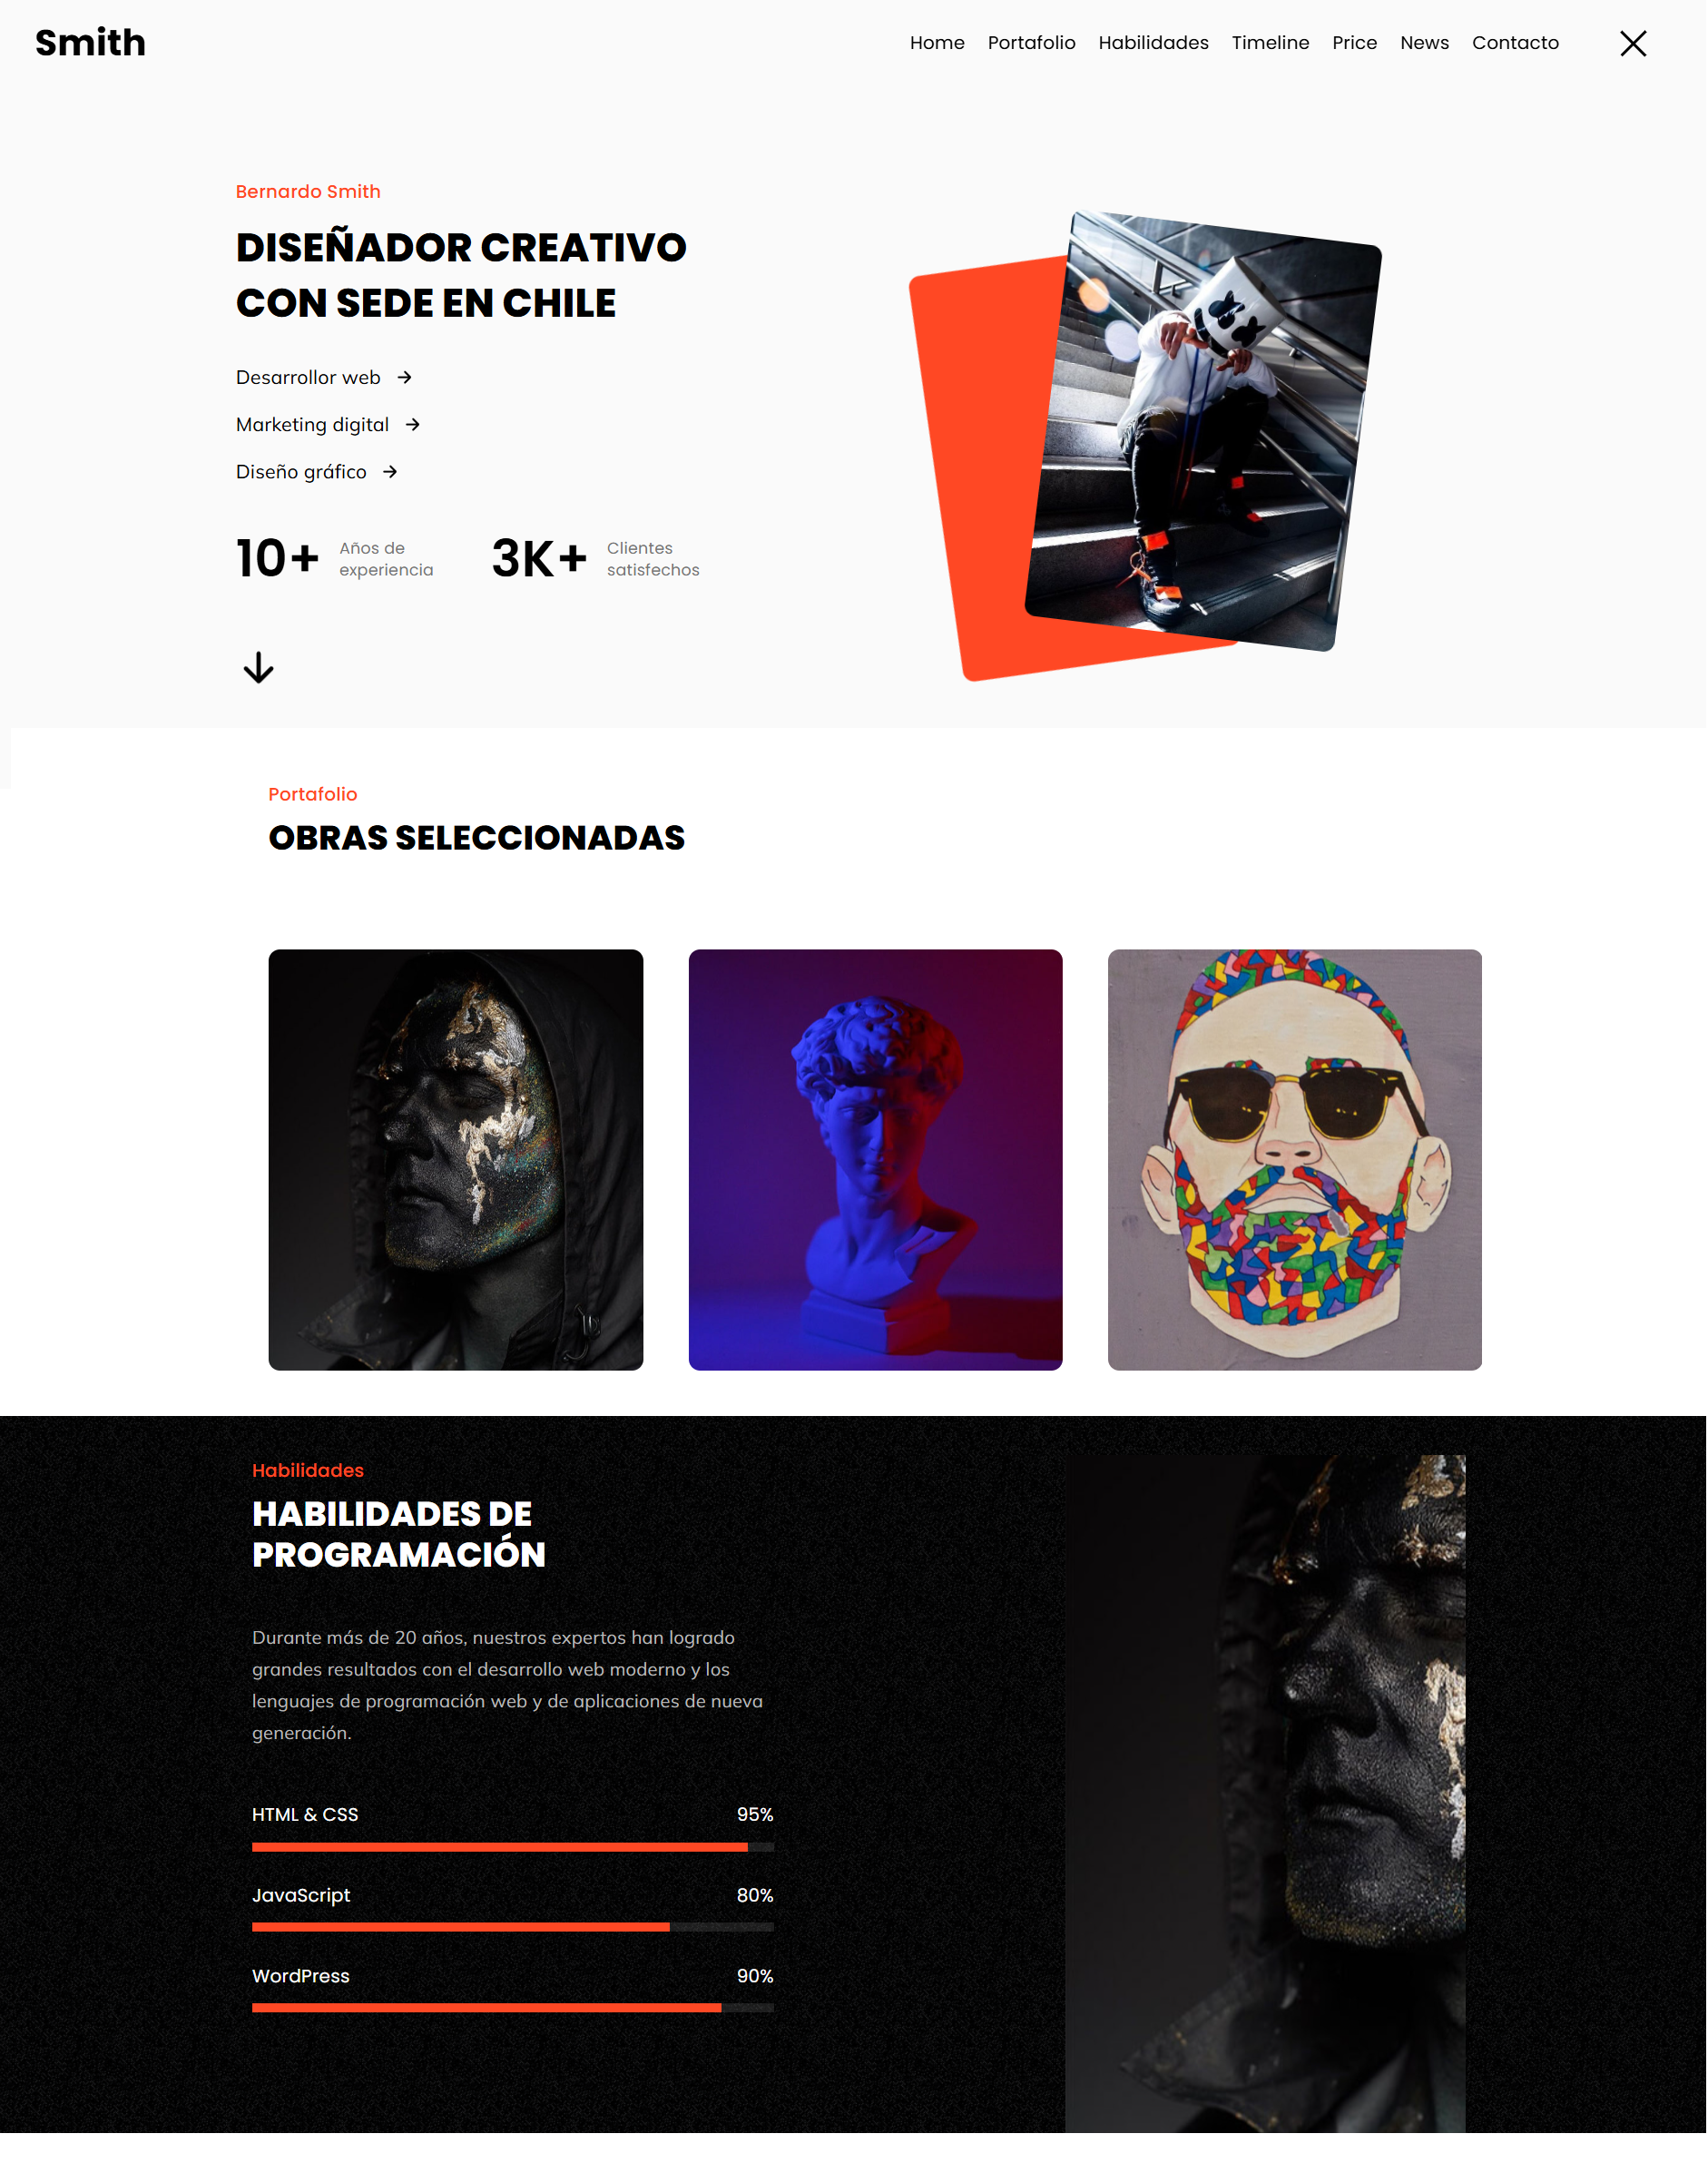 Smith
Home Portafolio Habilidades Timeline Price News Contacto
Bernardo Smith
DISEÑADOR CREATIVO
CON SEDE EN CHILE
Desarrollor web
Marketing digital
Diseño gráfico
10+ Años de
experiencia
3K+ Clientes
satisfechos
Portafolio
OBRAS SELECCIONADAS
Habilidades
HABILIDADES DE
PROGRAMACIÓN
Durante más de 20 años, nuestros expertos han logrado
grandes resultados con el desarrollo web moderno y los
lenguajes de programación web y de aplicaciones de nueva
generación.
HTML & CSS 95%
JavaScript 80%
WordPress 90%